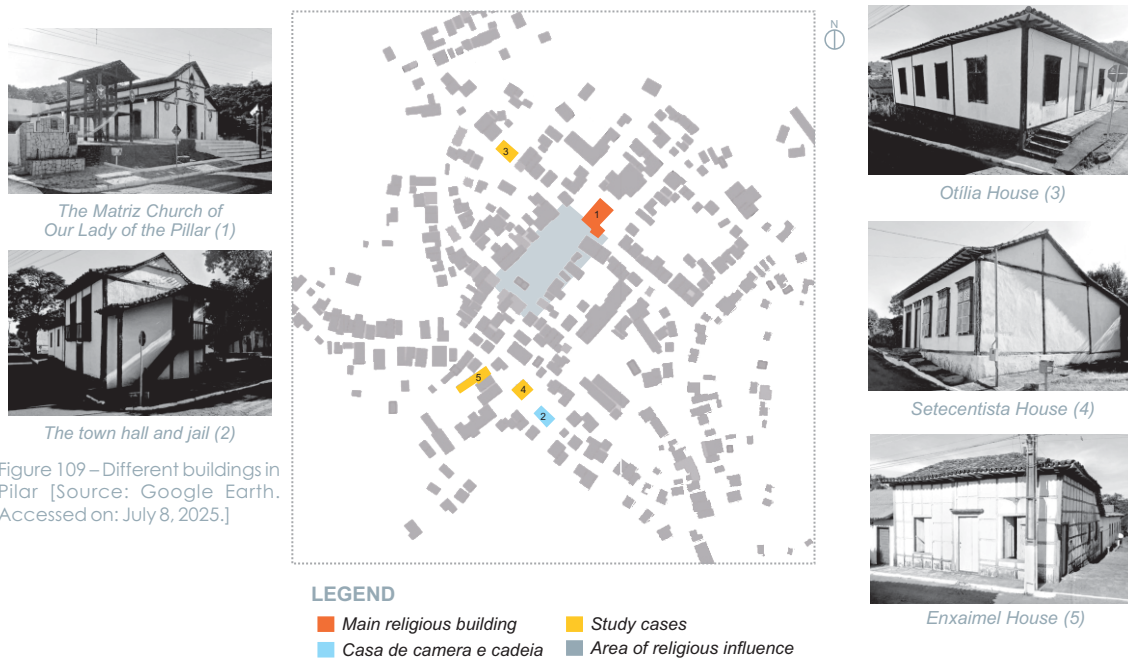 The Matriz Church of
Our Lady of the Pillar (1)
The town hall and jail (2)
Figure 109 – Different buildings in
Pilar [Source: Google Earth.
Accessed on: July 8, 2025.]
N
3
1
5
4
2
Otília House (3)
Setecentista House (4)
Enxaimel House (5)
LEGEND
Main religious building
Casa de camera e cadeia
Study cases
Area of religious influence